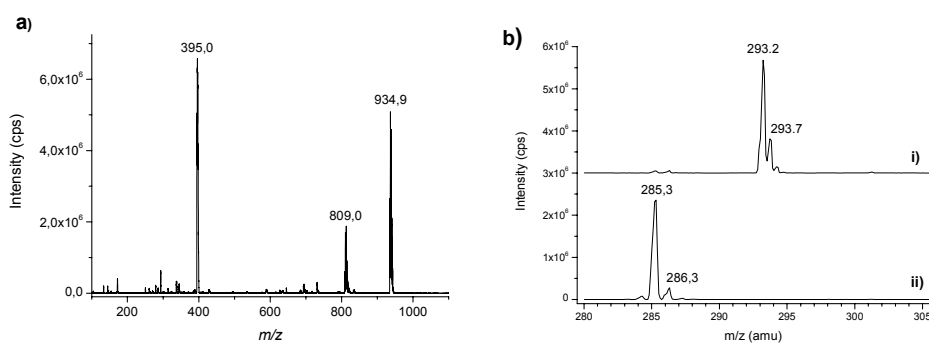 a)
395,0
934,9
809,0
6,0x10⁶
4,0x10⁶
2,0x10⁶
0,0
Intensity (cps)
200 400 600 800 1000
m/z
b)
293.2
293.7
i)
285,3
286,3
ii)
6x10⁶
5x10⁶
4x10⁶
3x10⁶
2x10⁶
1x10⁶
0
Intensity (cps)
280 285 290 295 300 305
m/z (amu)